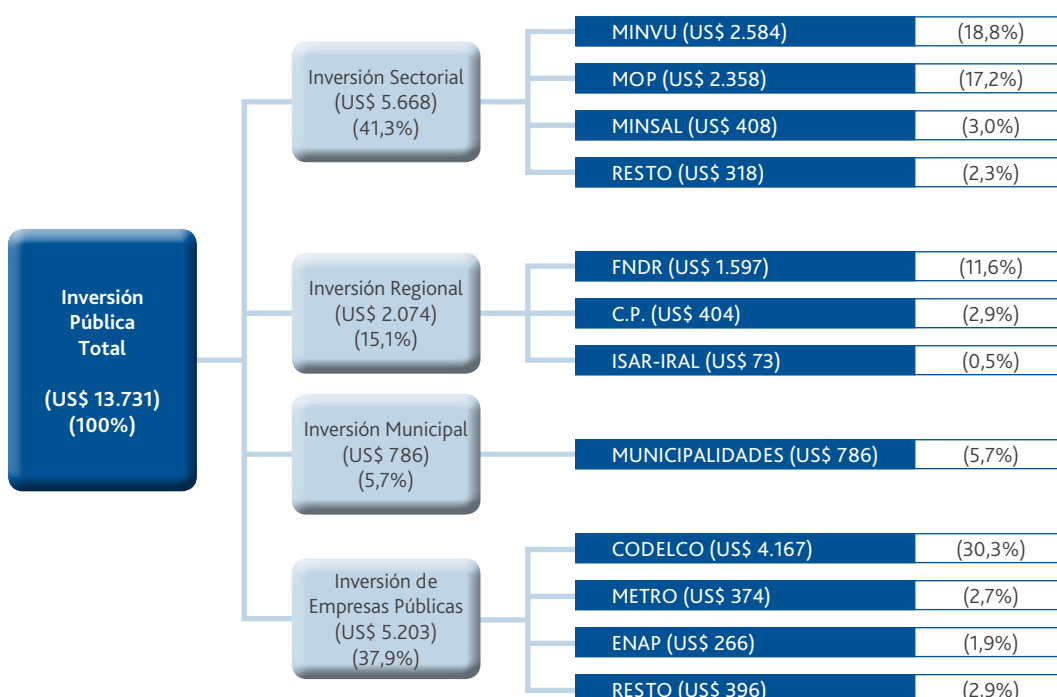 Inversión
Pública
Total
(US$ 13.731)
(100%)
Inversión Sectorial
(US$ 5.668)
(41,3%)
MINVU (US$ 2.584) (18,8%)
MOP (US$ 2.358) (17,2%)
MINSAL (US$ 408) (3,0%)
RESTO (US$ 318) (2,3%)
Inversión Regional
(US$ 2.074)
(15,1%)
FNDR (US$ 1.597) (11,6%)
C.P. (US$ 404) (2,9%)
ISAR-IRAL (US$ 73) (0,5%)
Inversión Municipal
(US$ 786)
(5,7%)
MUNICIPALIDADES (US$ 786) (5,7%)
Inversión de
Empresas Públicas
(US$ 5.203)
(37,9%)
CODELCO (US$ 4.167) (30,3%)
METRO (US$ 374) (2,7%)
ENAP (US$ 266) (1,9%)
RESTO (US$ 396) (2,9%)